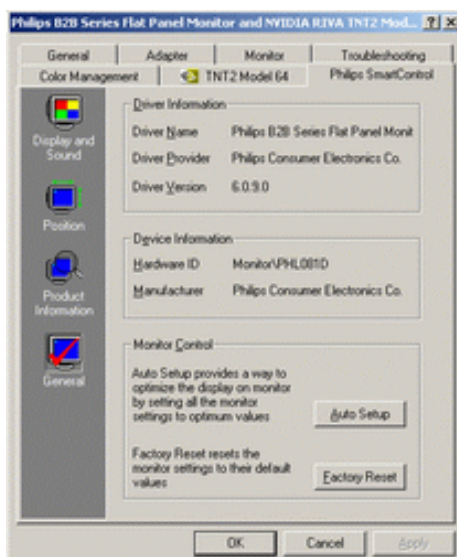 Philips B2B Series Flat Panel Monitor and NVIDIA RIVA TNT2 Mod...
General Adapter Monitor Troubleshooting
Color Management TNT2 Model 64 Philips SmartControl
Display and
Sound
Position
Product
Information
General
Driver Information
Driver Name Philips B2B Series Flat Panel Monit
Driver Provider Philips Consumer Electronics Co.
Driver Version 6.0.9.0
Device Information
Hardware ID Monitor\PHL081D
Manufacturer Philips Consumer Electronics Co.
Monitor Control
Auto Setup provides a way to
optimize the display on monitor
by setting all the monitor
settings to optimum values
Auto Setup
Factory Reset resets the
monitor settings to their default
values
Factory Reset
OK Cancel Apply